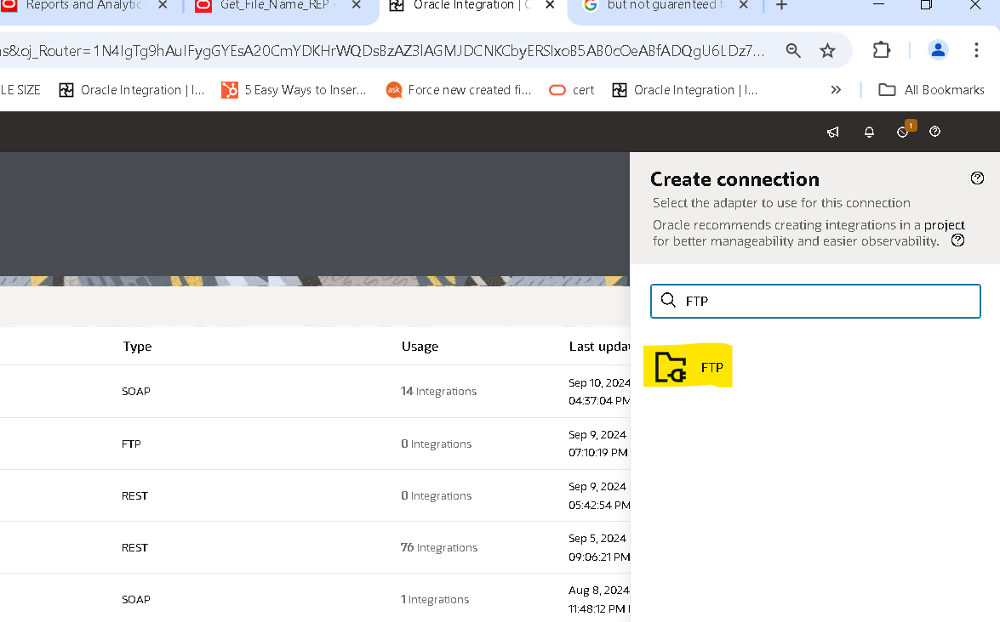 Reports and Analytic
Get_File_Name_REP -
Oracle Integration | C
but not guarenteed t
s&oj_Router=1N4IgTg9hAuIFygGYEsA20CmYDKHrWQDsBzAZ3lAGMJDCNKCbyERSIxoB5AB0cOeABfADQgU6LDz7...
LE SIZE
Oracle Integration | I...
5 Easy Ways to Inser...
ask
Force new created fi...
cert
Oracle Integration | I...
All Bookmarks
1
Create connection
Select the adapter to use for this connection
Oracle recommends creating integrations in a project
for better manageability and easier observability.
FTP
FTP
Type Usage Last upda
SOAP 14 Integrations Sep 10, 2024
04:37:04 PM
FTP 0 Integrations Sep 9, 2024
07:10:19 PM
REST 0 Integrations Sep 9, 2024
05:42:54 PM
REST 76 Integrations Sep 5, 2024
09:06:21 PM
SOAP 1 Integrations Aug 8, 2024
11:48:12 PM